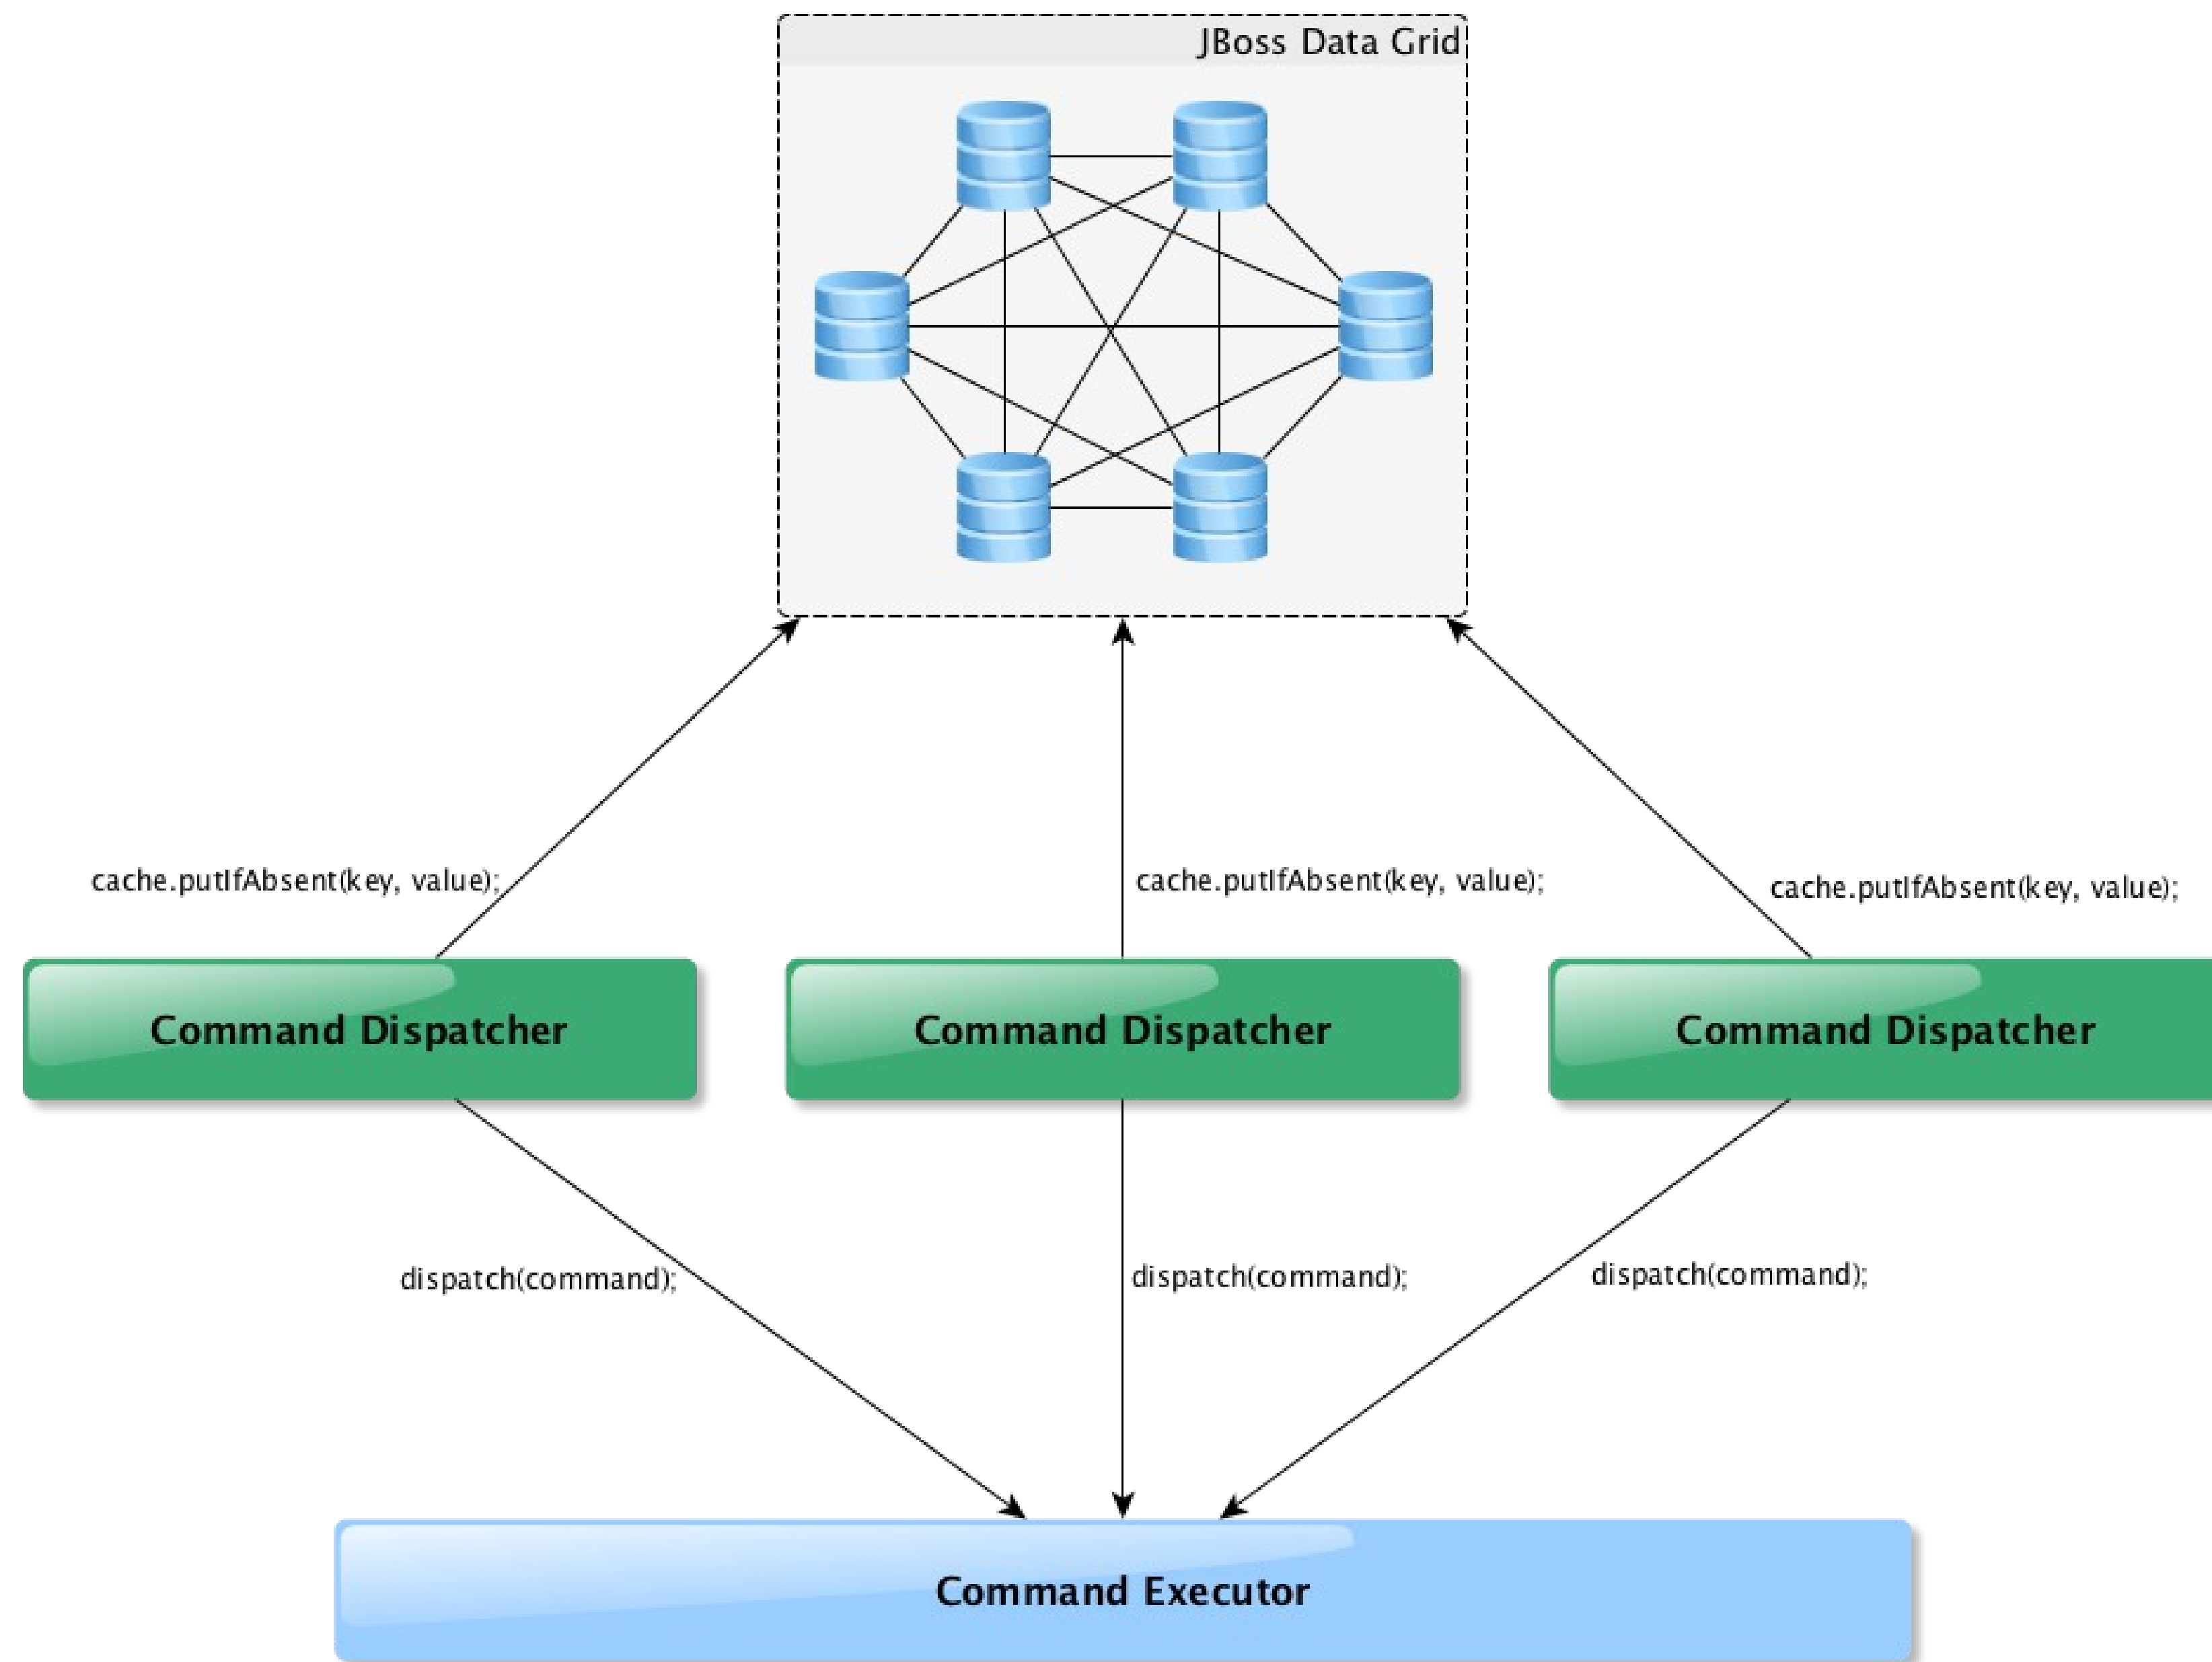 JBoss Data Grid
cache.putIfAbsent(key, value);
cache.putIfAbsent(key, value);
cache.putIfAbsent(key, value);
Command Dispatcher
Command Dispatcher
Command Dispatcher
dispatch(command);
dispatch(command);
dispatch(command);
Command Executor